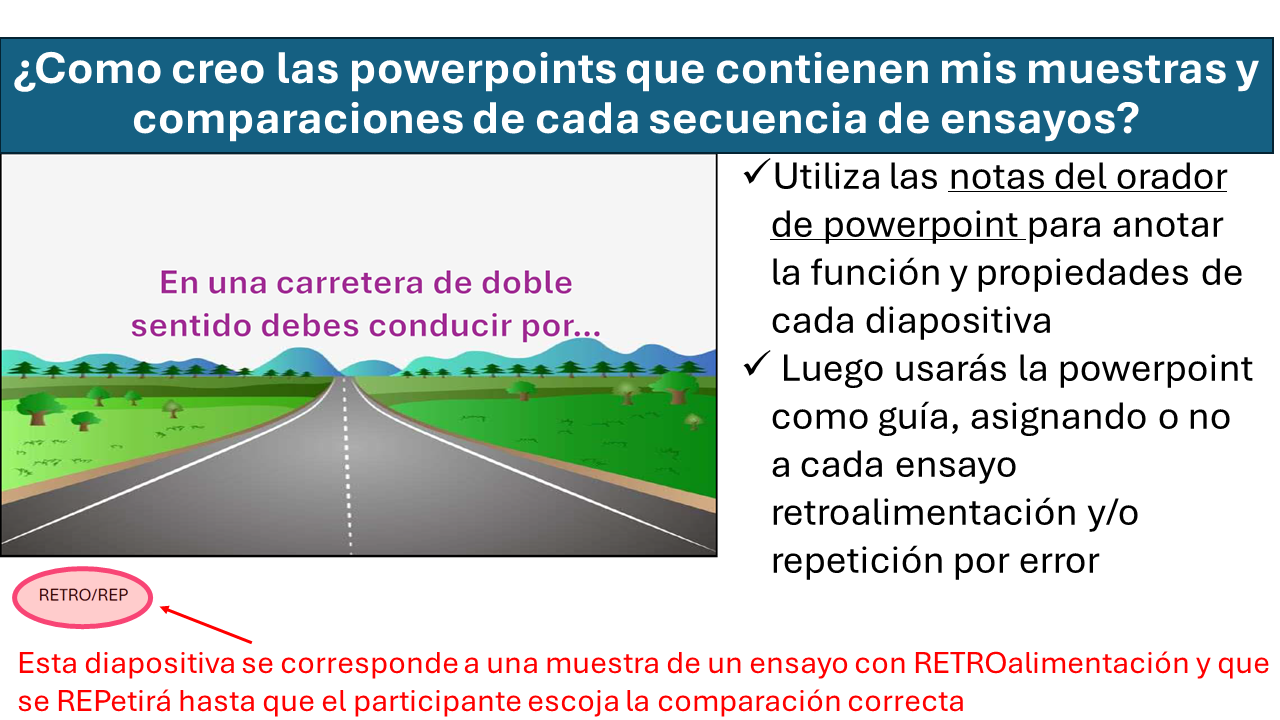 ¿Como creo las powerpoints que contienen mis muestras y
comparaciones de cada secuencia de ensayos?
En una carretera de doble
sentido debes conducir por...
✓Utiliza las notas del orador
de powerpoint para anotar
la función y propiedades de
cada diapositiva
✓ Luego usarás la powerpoint
como guía, asignando o no
a cada ensayo
retroalimentación y/o
repetición por error
RETRO/REP
Esta diapositiva se corresponde a una muestra de un ensayo con RETROalimentación y que
se REPetirá hasta que el participante escoja la comparación correcta